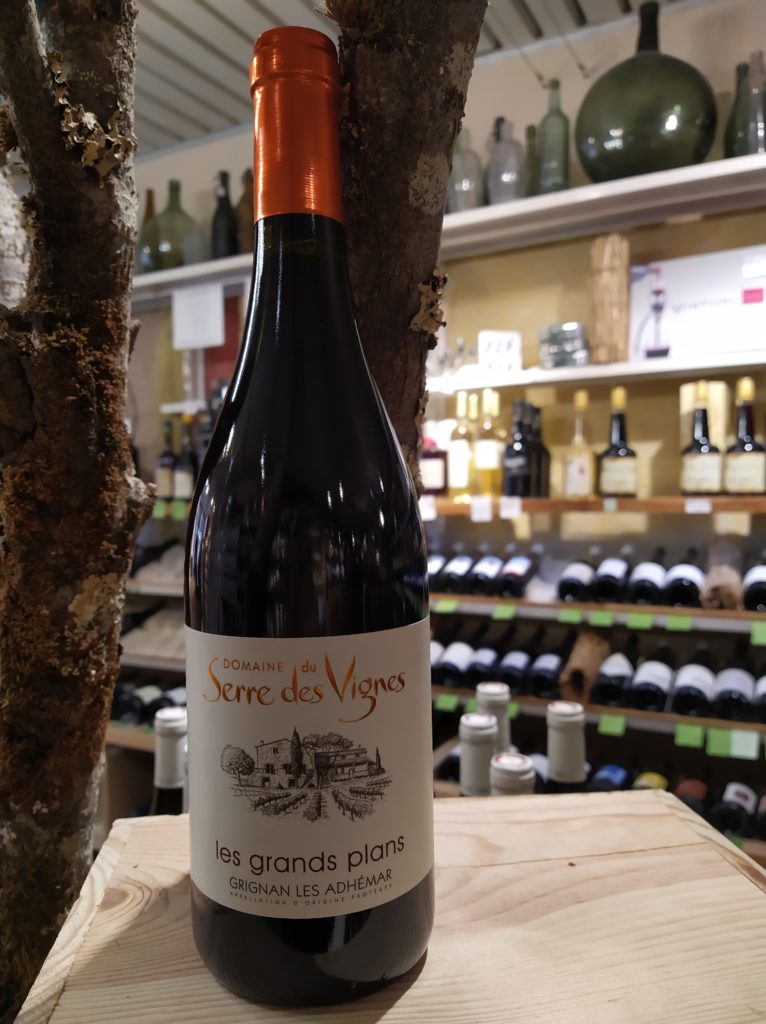 DOMAINE du
Serre des Vignes
les grands plans
GRIGNAN LES ADHÉMAR
APPELLATION D'ORIGINE PROTÉGÉE